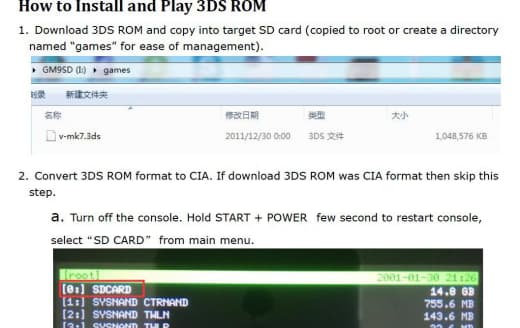 How to Install and Play 3DS ROM
1. Download 3DS ROM and copy into target SD card (copied to root or create a directory
named “games” for ease of management).
GM9SD (I:) ▸ games
刻录 新建文件夹
名称 修改日期 类型 大小
v-mk7.3ds 2011/12/30 0:00 3DS 文件 1,048,576 KB
2. Convert 3DS ROM format to CIA. If download 3DS ROM was CIA format then skip this
step.
a. Turn off the console. Hold START + POWER few second to restart console,
select “SD CARD” from main menu.
[root] 2001-01-30 21:26
[0:] SDCARD 14.8 GB
[1:] SYSNAND CTRNAND 755.6 MB
[2:] SYSNAND TWLN 143.6 MB